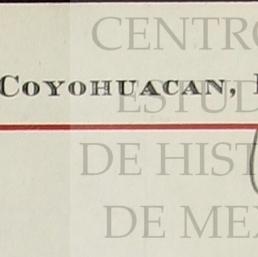 CENTRO
COYOHUACAN,
ESTUD
DE HIST
DE MEX